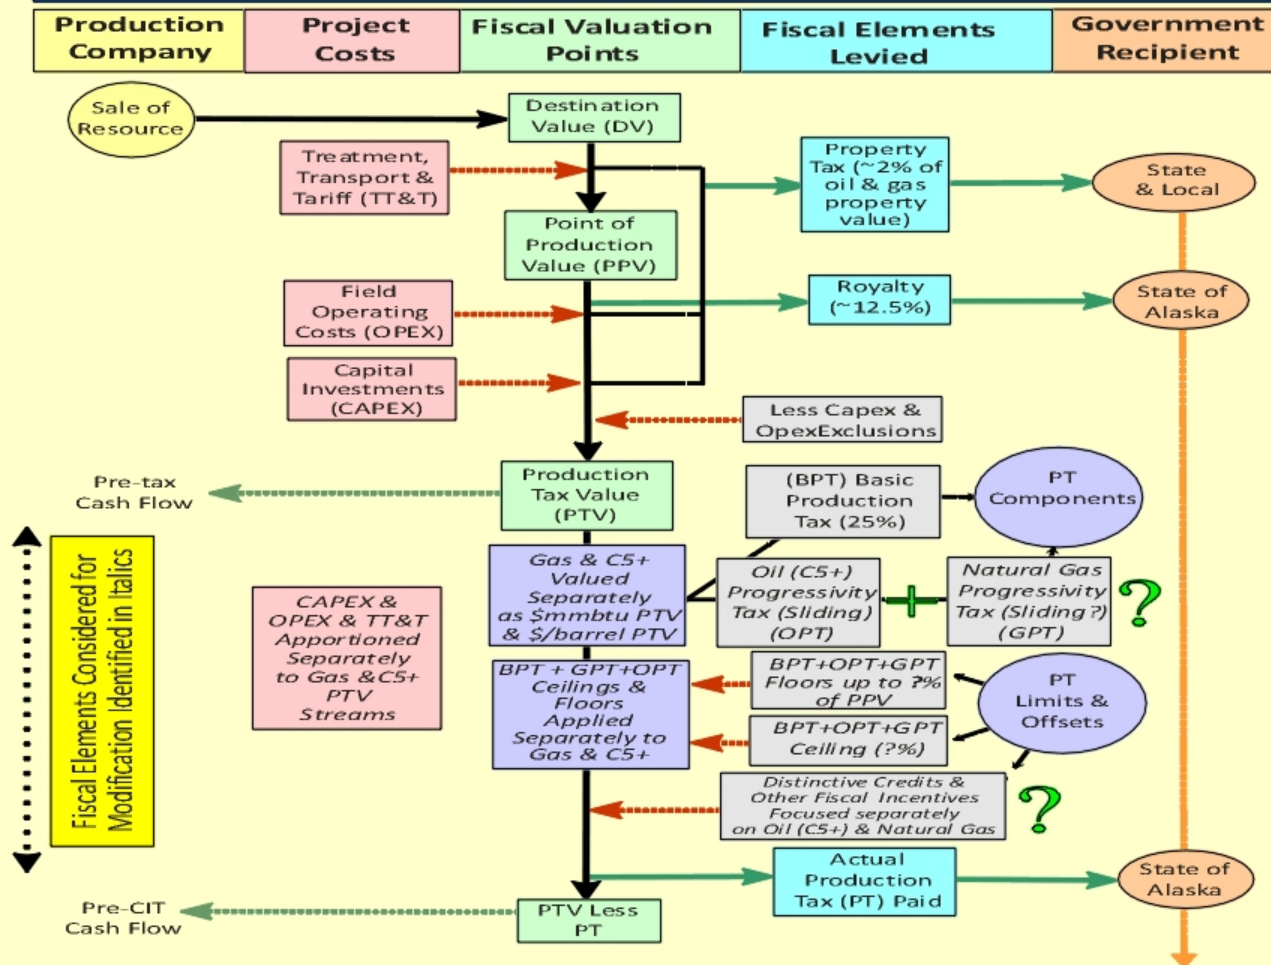 Production
Company
Project
Costs
Fiscal Valuation
Points
Fiscal Elements
Levied
Government
Recipient
Sale of
Resource
Destination
Value (DV)
Treatment,
Transport &
Tariff (TT&T)
Property
Tax (~2% of
oil & gas
property
value)
State
& Local
Point of
Production
Value (PPV)
Field
Operating
Costs (OPEX)
Royalty
(~12.5%)
State of
Alaska
Capital
Investments
(CAPEX)
Less Capex &
OpexExclusions
Pre-tax
Cash Flow
Production
Tax Value
(PTV)
(BPT) Basic
Production
Tax (25%)
PT
Components
Fiscal Elements Considered for
Modification Identified in Italics
CAPEX &
OPEX & TT&T
Apportioned
Separately
to Gas &C5+
PTV
Streams
Gas & C5+
Valued
Separately
as $mmbtu PTV
& $/barrel PTV
Oil (C5+)
Progressivity
Tax (Sliding)
(OPT)
+
Natural Gas
Progressivity
Tax (Sliding?)
(GPT)
?
BPT + GPT+OPT
Ceilings &
Floors
Applied
Separately to
Gas & C5+
BPT+OPT+GPT
Floors up to ?%
of PPV
PT
Limits &
Offsets
BPT+OPT+GPT
Ceiling (?%)
Distinctive Credits &
Other Fiscal Incentives
Focused separately
on Oil (C5+) & Natural Gas
?
Actual
Production
Tax (PT) Paid
State of
Alaska
Pre-CIT
Cash Flow
PTV Less
PT